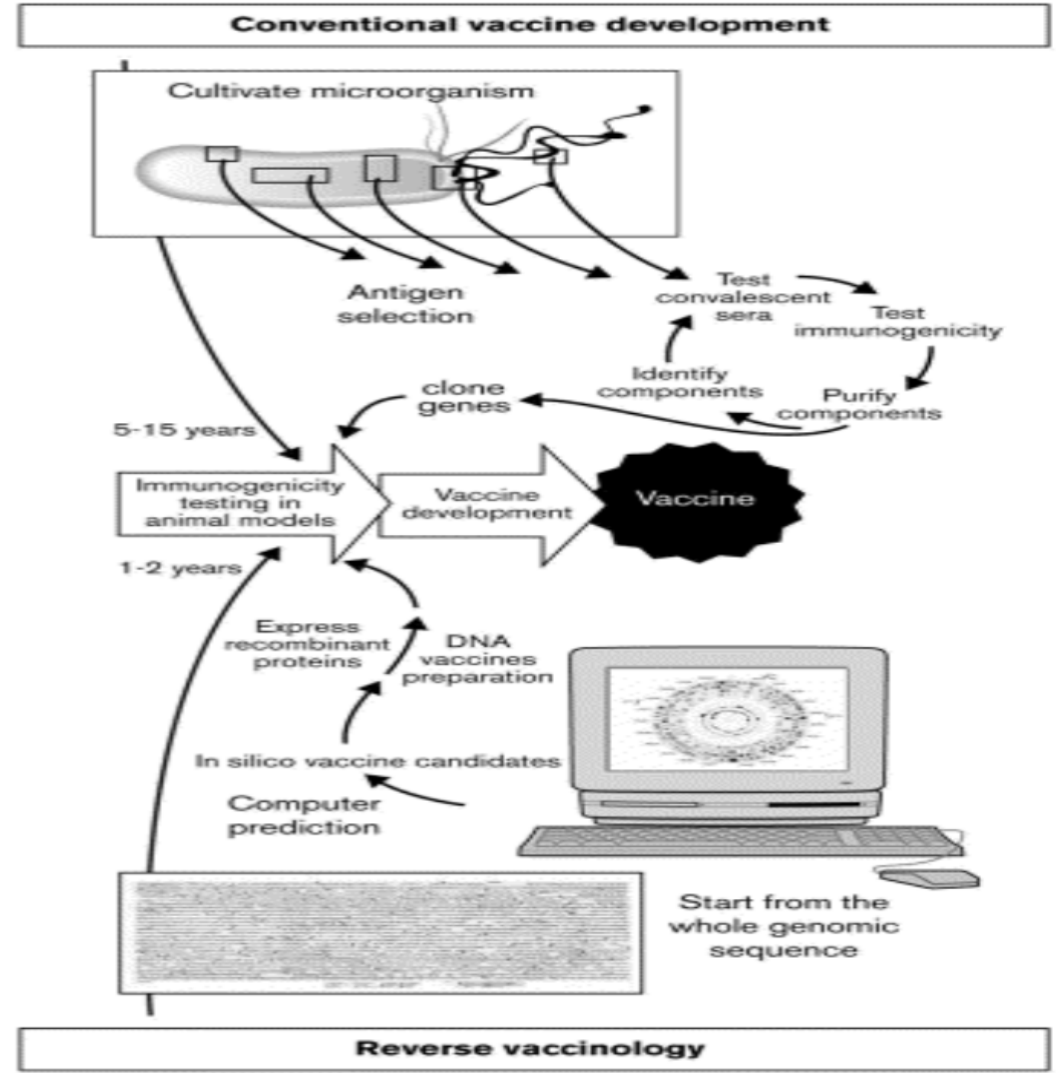 Conventional vaccine development
Cultivate microorganism
Antigen
selection
Test
convalescent
sera
Test
immunogenicity
Identify
components
Purify
components
clone
genes
5-15 years
Immunogenicity
testing in
animal models
Vaccine
development
Vaccine
1-2 years
Express
recombinant
proteins
DNA
vaccines
preparation
In silico vaccine candidates
Computer
prediction
Start from the
whole genomic
sequence
Reverse vaccinology